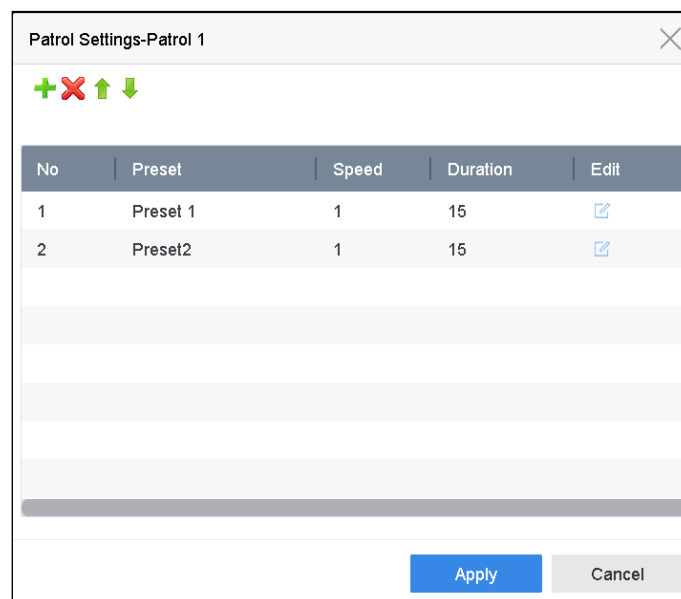 Patrol Settings-Patrol 1
No Preset Speed Duration Edit
1 Preset 1 1 15
2 Preset2 1 15
Apply Cancel